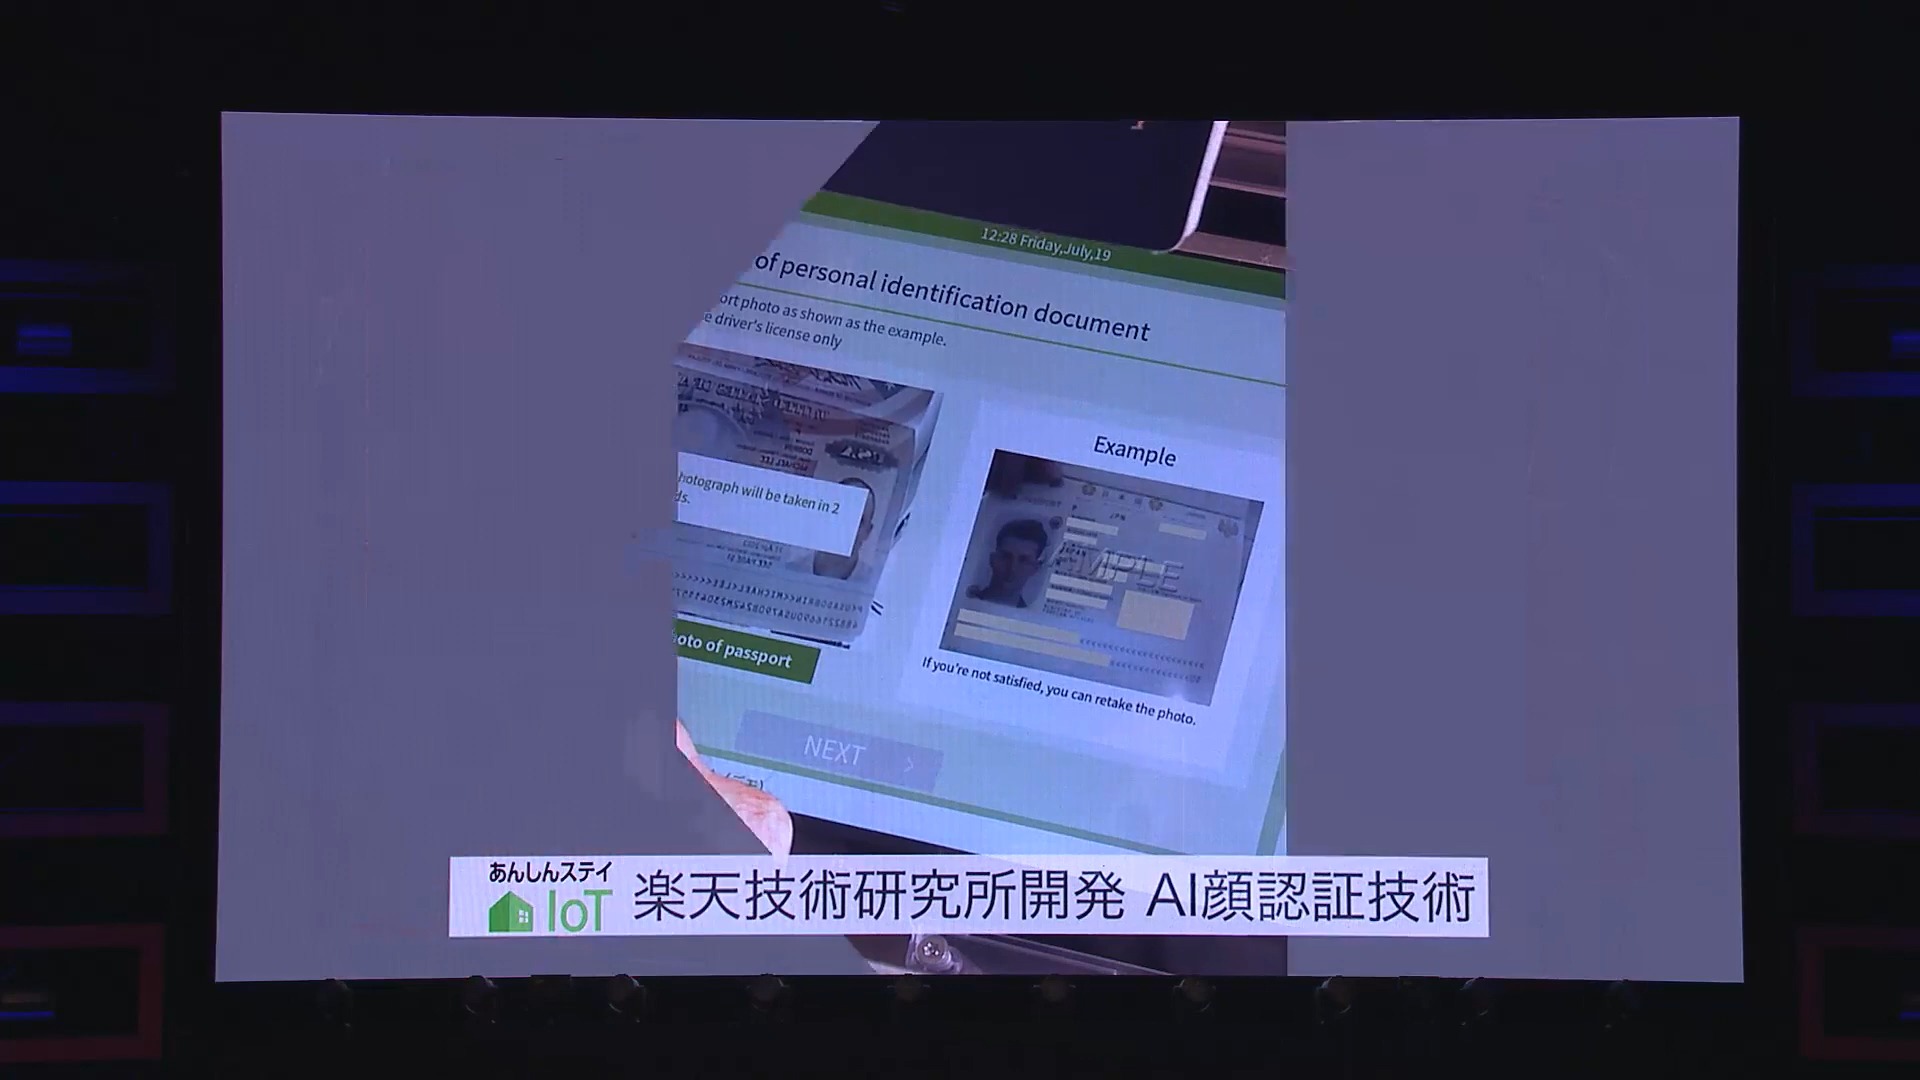 12:28 Friday,July,19
of personal identification document
ort photo as shown as the example.
e driver's license only
hotograph will be taken in 2
ds.
oto of passport
Example
JPN
JAPAN
If you're not satisfied, you can retake the photo.
NEXT >
あんしんステイ
IoT
楽天技術研究所開発 AI顔認証技術